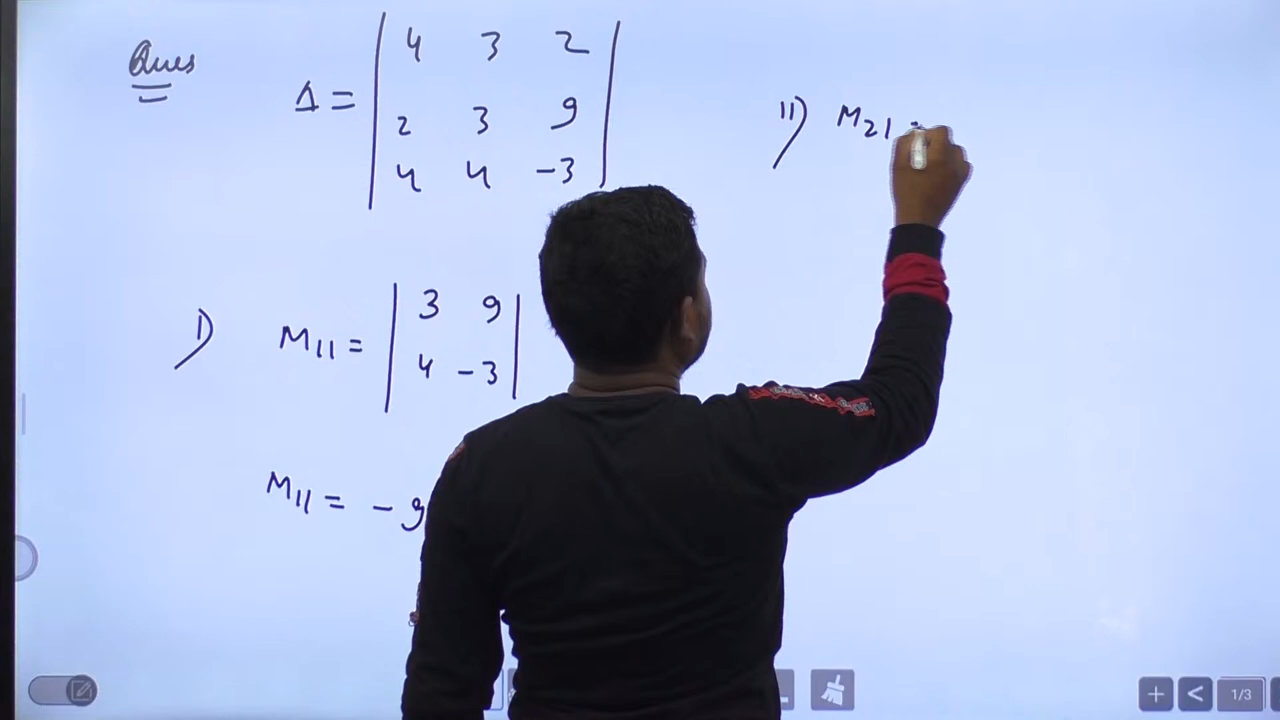 Ques
Δ = | 4 3 2 |
| 2 3 9 |
| 4 4 -3 |
I) M11 = | 3 9 |
| 4 -3 |
M11 = - 9
II) M21
1/3